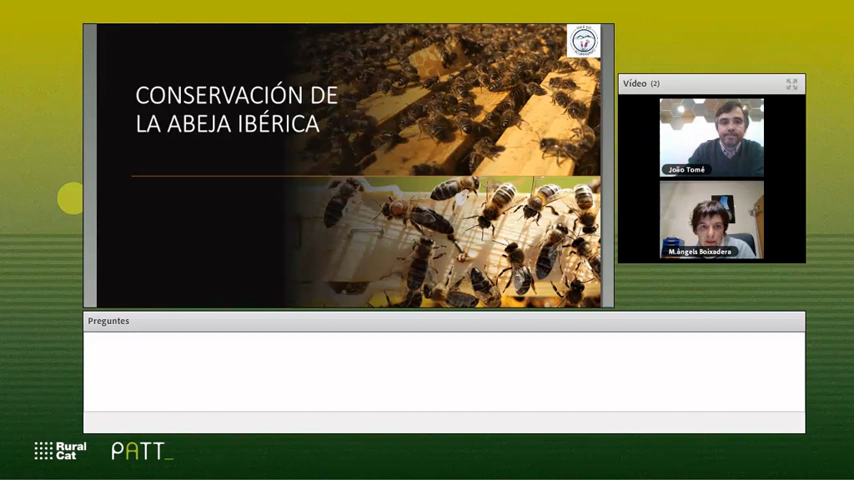 CONSERVACIÓN DE
LA ABEJA IBÉRICA
Vídeo (2)
João Tomé
M.àngels Boixadera
Preguntes
Rural
Cat
PATT_